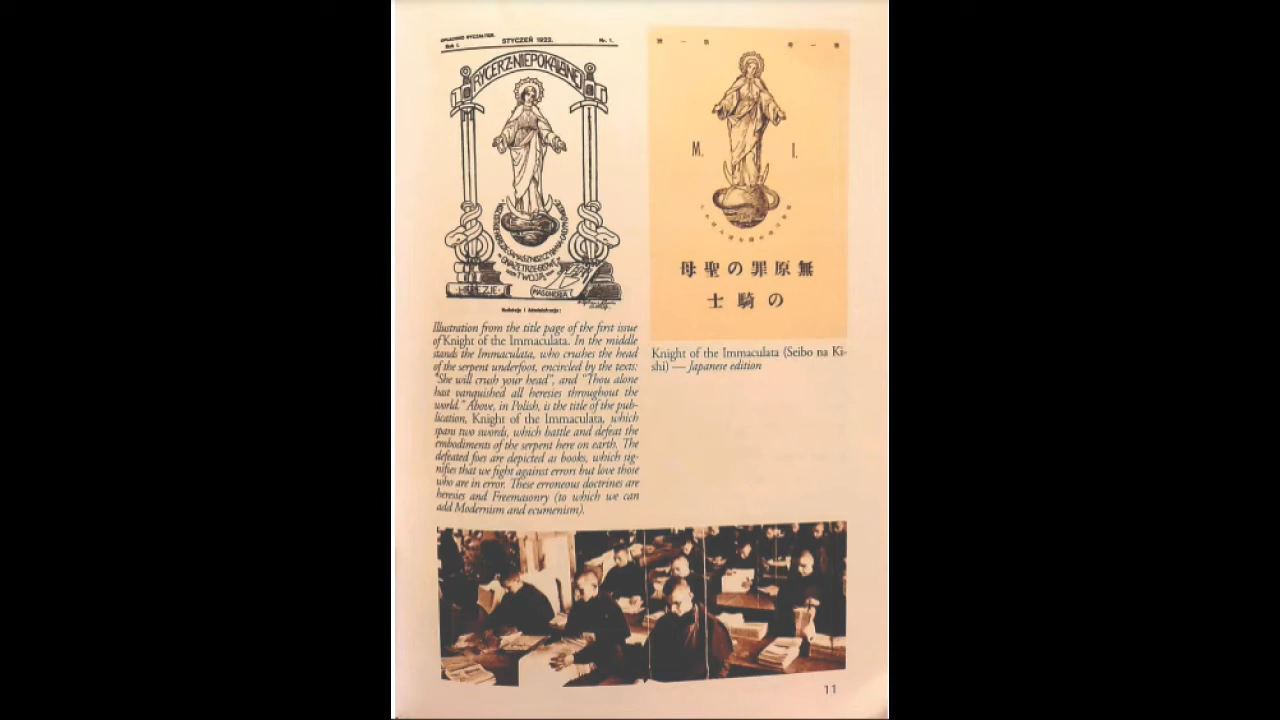 Rok I.
STYCZEŃ 1922.
Nr. 1.
RYCERZ NIEPOKALANEJ
HEREZJE
MASONERIA
Redakcja i Administracja:
Illustration from the title page of the first issue
of Knight of the Immaculata. In the middle
stands the Immaculata, who crushes the head
of the serpent underfoot, encircled by the texts:
"She will crush your head", and "Thou alone
hast vanquished all heresies throughout the
world." Above, in Polish, is the title of the pub-
lication, Knight of the Immaculata, which
spans two swords, which battle and defeat the
embodiments of the serpent here on earth. The
defeated foes are depicted as books, which sig-
nifies that we fight against errors but love those
who are in error. These erroneous doctrines are
heresies and Freemasonry (to which we can
add Modernism and ecumenism).
M. I.
母聖の罪原無
士騎の
Knight of the Immaculata (Seibo na Ki-
shi) — Japanese edition
11